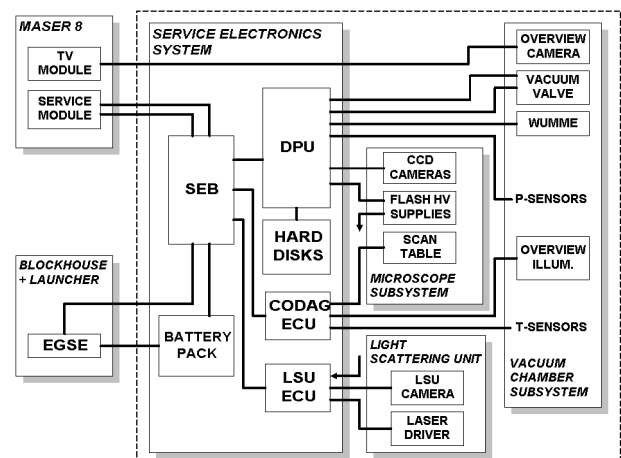 MASER 8
TV
MODULE
SERVICE
MODULE
SERVICE ELECTRONICS
SYSTEM
SEB
DPU
HARD
DISKS
CODAG
ECU
LSU
ECU
BATTERY
PACK
BLOCKHOUSE
+ LAUNCHER
EGSE
CCD
CAMERAS
FLASH HV
SUPPLIES
SCAN
TABLE
MICROSCOPE
SUBSYSTEM
LIGHT
SCATTERING UNIT
LSU
CAMERA
LASER
DRIVER
OVERVIEW
CAMERA
VACUUM
VALVE
WUMME
P-SENSORS
OVERVIEW
ILLUM.
T-SENSORS
VACUUM
CHAMBER
SUBSYSTEM